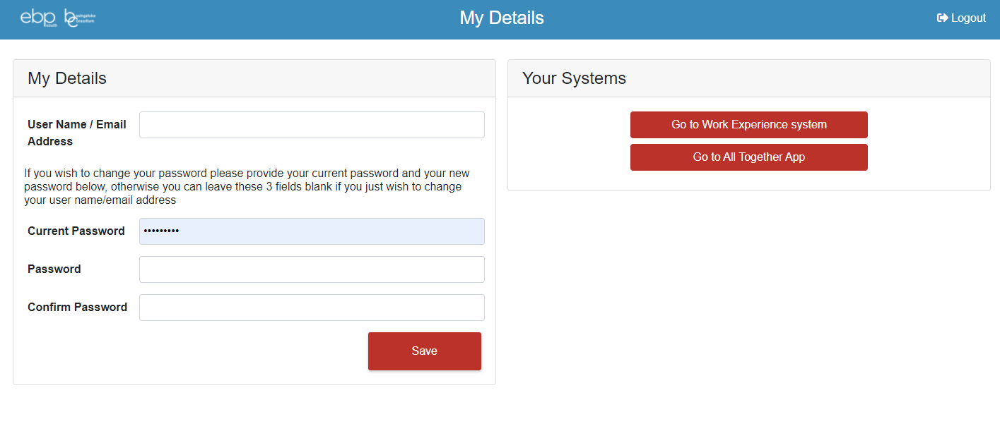 ebp
south
My Details
Logout
My Details
Your Systems
User Name / Email
Address
Go to Work Experience system
Go to All Together App
If you wish to change your password please provide your current password and your new
password below, otherwise you can leave these 3 fields blank if you just wish to change
your user name/email address
Current Password
•••••••••
Password
Confirm Password
Save